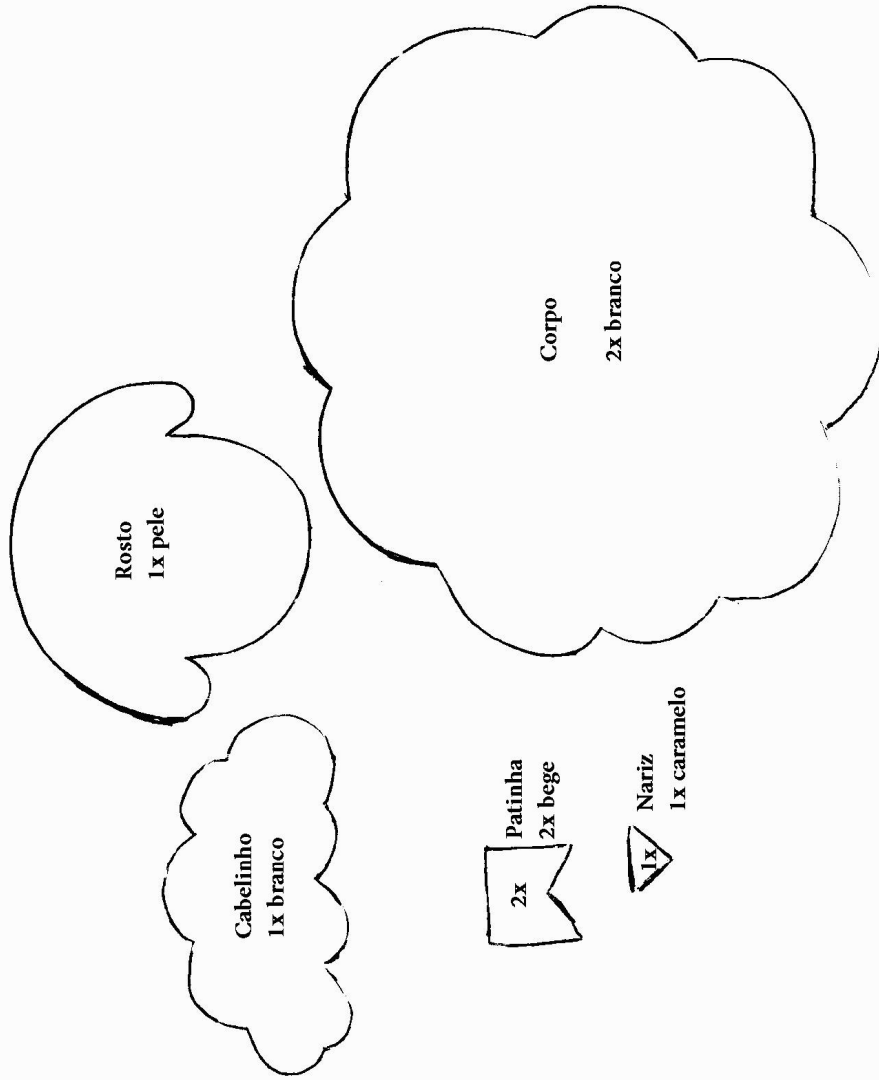 Rosto
1x pele
Cabelinho
1x branco
Corpo
2x branco
Patinha
2x bege
2x
Nariz
1x caramelo
1x